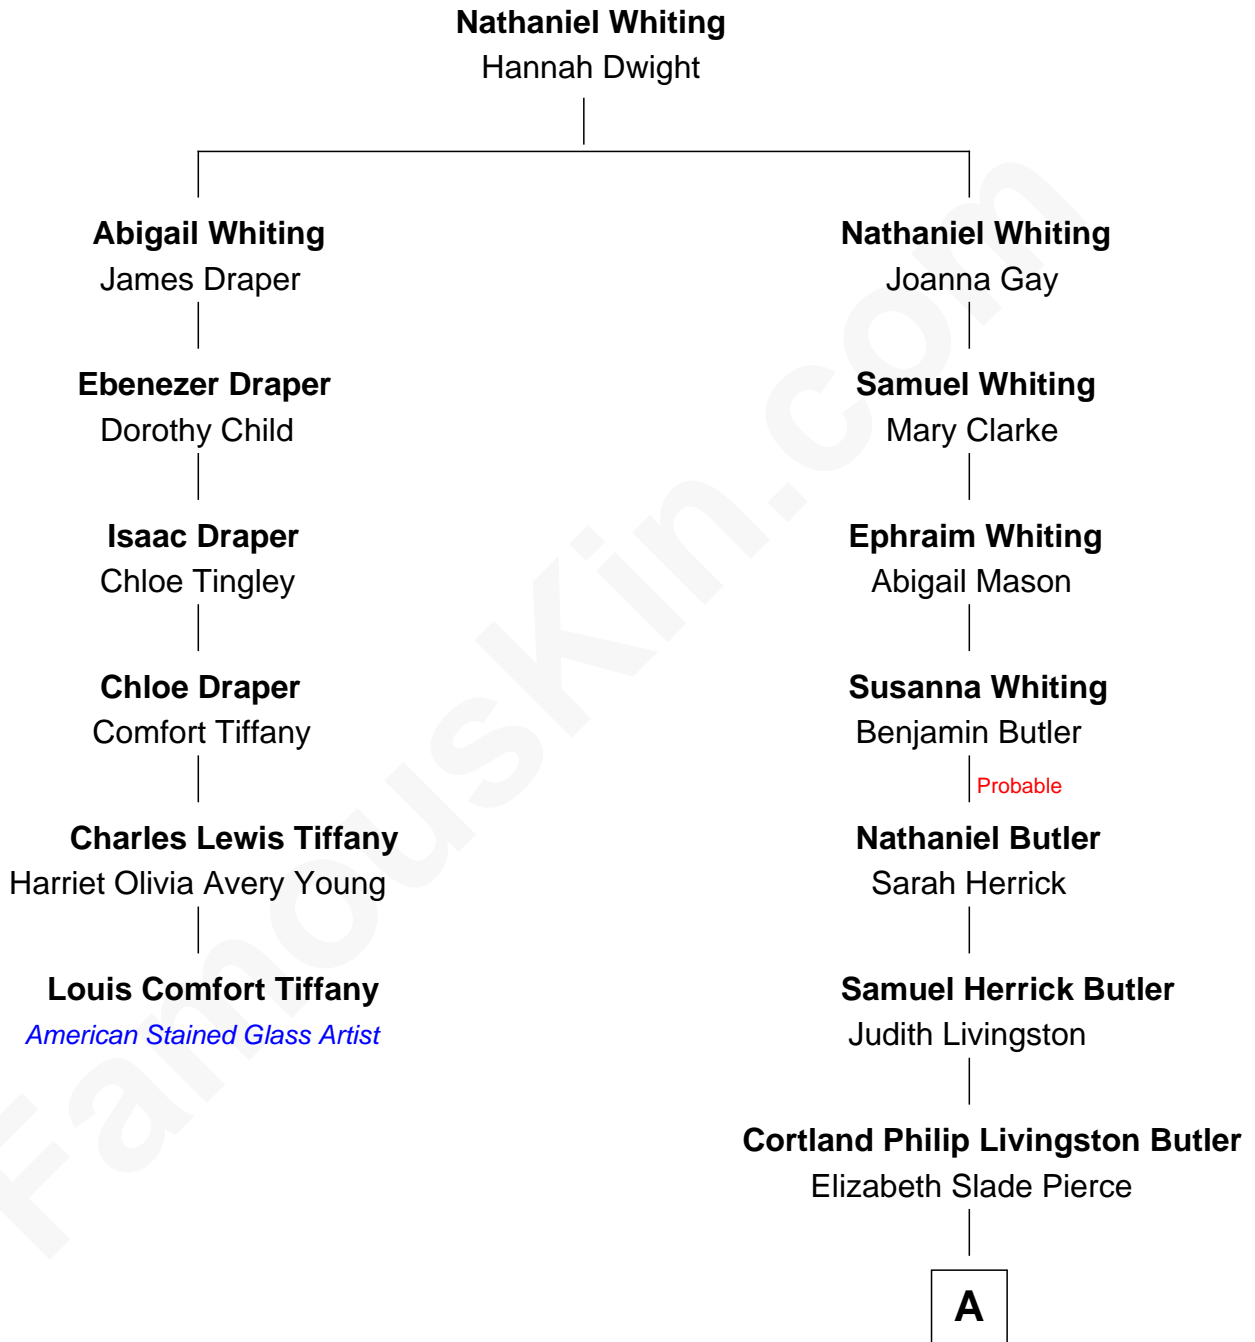 Nathaniel Whiting
Hannah Dwight
Abigail Whiting
James Draper
Nathaniel Whiting
Joanna Gay
Ebenezer Draper
Dorothy Child
Samuel Whiting
Mary Clarke
Isaac Draper
Chloe Tingley
Ephraim Whiting
Abigail Mason
Chloe Draper
Comfort Tiffany
Susanna Whiting
Benjamin Butler
Probable
Charles Lewis Tiffany
Harriet Olivia Avery Young
Nathaniel Butler
Sarah Herrick
Louis Comfort Tiffany
American Stained Glass Artist
Samuel Herrick Butler
Judith Livingston
Cortland Philip Livingston Butler
Elizabeth Slade Pierce
A
FamousKin.com